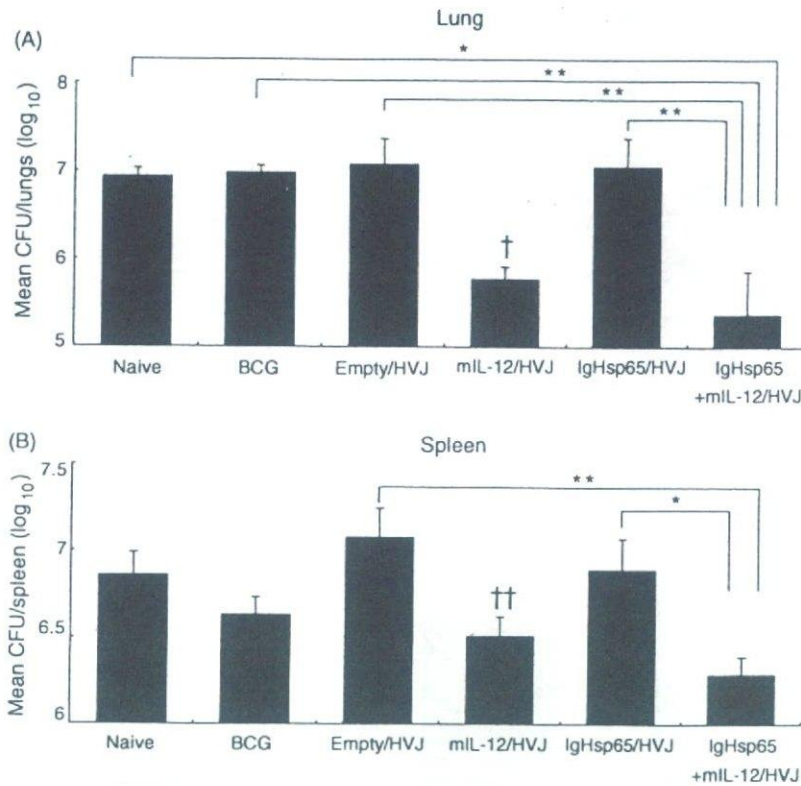 (A)
Lung
*
**
**
**
Mean CFU/lungs (log10)
8
7
6
5
†
Naive BCG Empty/HVJ mIL-12/HVJ IgHsp65/HVJ IgHsp65
+mIL-12/HVJ
(B)
Spleen
**
*
Mean CFU/spleen (log10)
7.5
7
6.5
6
††
Naive BCG Empty/HVJ mIL-12/HVJ IgHsp65/HVJ IgHsp65
+mIL-12/HVJ